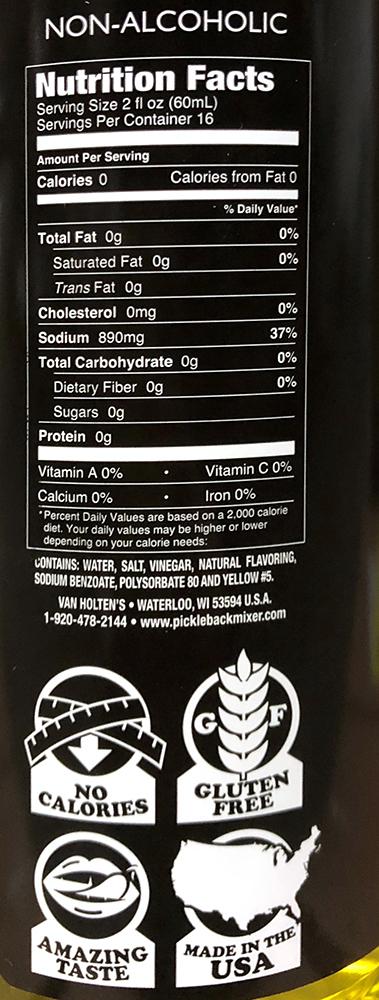 NON-ALCOHOLIC
Nutrition Facts
Serving Size 2 fl oz (60mL)
Servings Per Container 16
Amount Per Serving
Calories 0 Calories from Fat 0
% Daily Value*
Total Fat 0g 0%
Saturated Fat 0g 0%
Trans Fat 0g
Cholesterol 0mg 0%
Sodium 890mg 37%
Total Carbohydrate 0g 0%
Dietary Fiber 0g 0%
Sugars 0g
Protein 0g
Vitamin A 0% • Vitamin C 0%
Calcium 0% • Iron 0%
*Percent Daily Values are based on a 2,000 calorie
diet. Your daily values may be higher or lower
depending on your calorie needs:
CONTAINS: WATER, SALT, VINEGAR, NATURAL FLAVORING,
SODIUM BENZOATE, POLYSORBATE 80 AND YELLOW #5.
VAN HOLTEN'S • WATERLOO, WI 53594 U.S.A.
1-920-478-2144 • www.picklebackmixer.com
NO
CALORIES
G F
GLUTEN
FREE
AMAZING
TASTE
MADE IN THE
USA